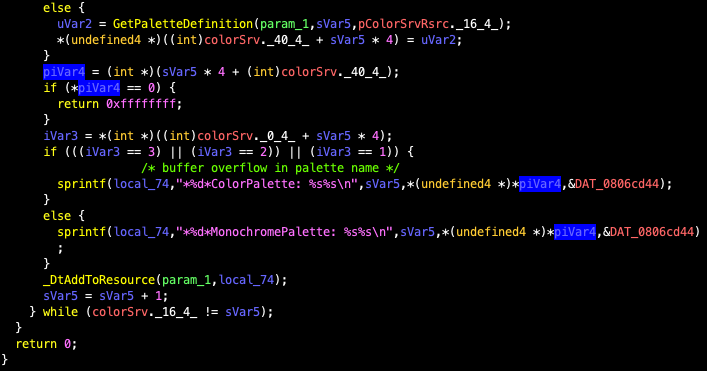 else {
uVar2 = GetPaletteDefinition(param_1,sVar5,pColorSrvRsrc._16_4_);
*(undefined4 *)((int)colorSrv._40_4_ + sVar5 * 4) = uVar2;
}
piVar4 = (int *)(sVar5 * 4 + (int)colorSrv._40_4_);
if (*piVar4 == 0) {
return 0xffffffff;
}
iVar3 = *(int *)((int)colorSrv._0_4_ + sVar5 * 4);
if (((iVar3 == 3) || (iVar3 == 2)) || (iVar3 == 1)) {
/* buffer overflow in palette name */
sprintf(local_74,"*%d*ColorPalette: %s%s\n",sVar5,*(undefined4 *)*piVar4,&DAT_0806cd44);
}
else {
sprintf(local_74,"*%d*MonochromePalette: %s%s\n",sVar5,*(undefined4 *)*piVar4,&DAT_0806cd44)
;
}
_DtAddToResource(param_1,local_74);
sVar5 = sVar5 + 1;
} while (colorSrv._16_4_ != sVar5);
}
return 0;
}